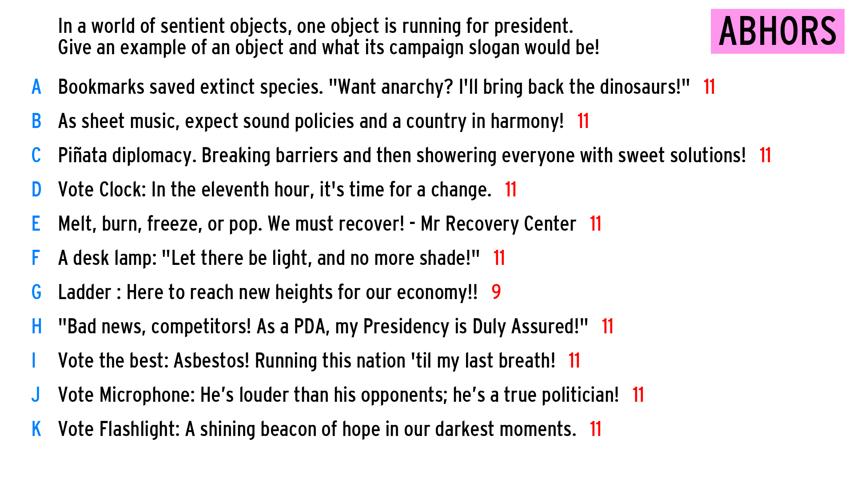 In a world of sentient objects, one object is running for president.
Give an example of an object and what its campaign slogan would be!
ABHORS
A Bookmarks saved extinct species. "Want anarchy? I'll bring back the dinosaurs!" 11
B As sheet music, expect sound policies and a country in harmony! 11
C Piñata diplomacy. Breaking barriers and then showering everyone with sweet solutions! 11
D Vote Clock: In the eleventh hour, it's time for a change. 11
E Melt, burn, freeze, or pop. We must recover! - Mr Recovery Center 11
F A desk lamp: "Let there be light, and no more shade!" 11
G Ladder : Here to reach new heights for our economy!! 9
H "Bad news, competitors! As a PDA, my Presidency is Duly Assured!" 11
I Vote the best: Asbestos! Running this nation 'til my last breath! 11
J Vote Microphone: He’s louder than his opponents; he’s a true politician! 11
K Vote Flashlight: A shining beacon of hope in our darkest moments. 11